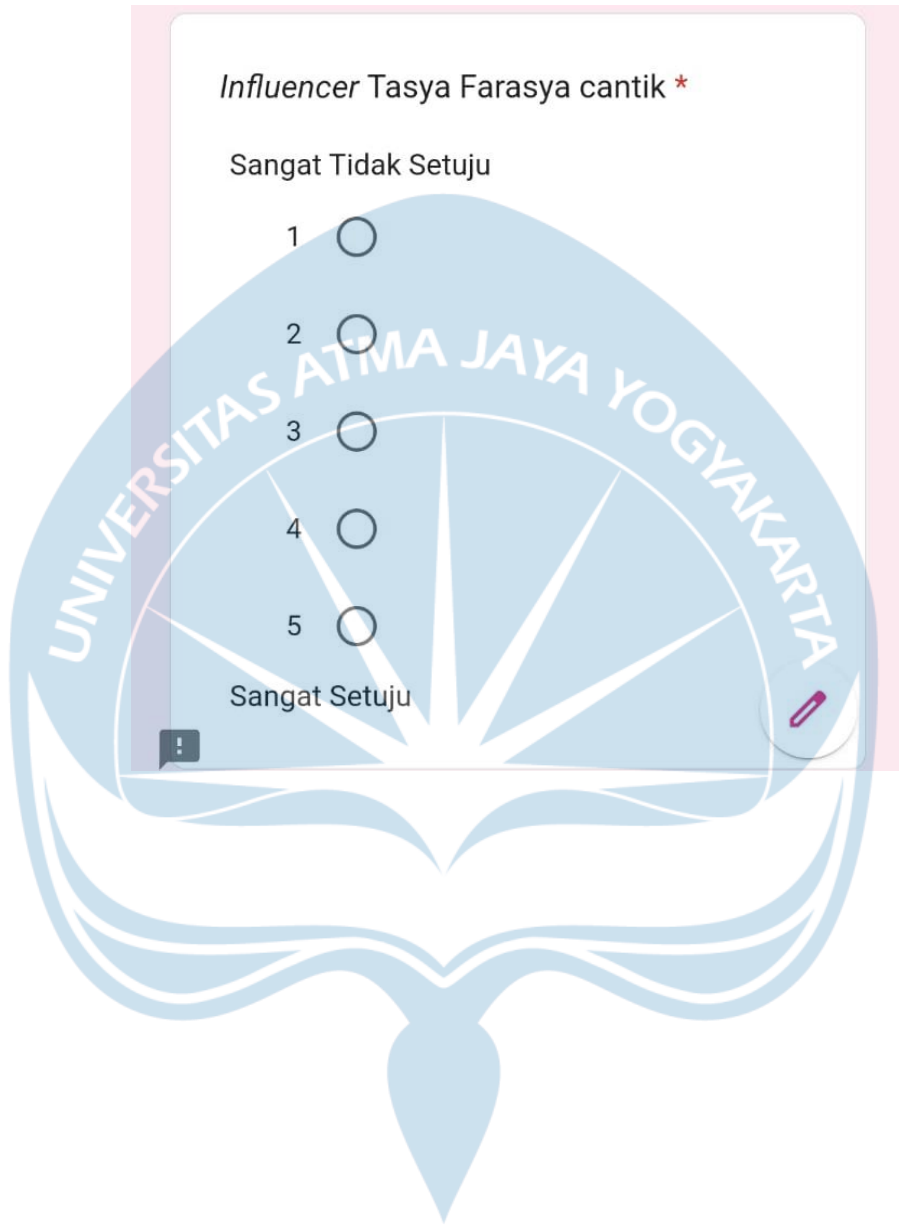 Influencer Tasya Farasya cantik *
Sangat Tidak Setuju
1
2
3
4
5
Sangat Setuju
UNIVERSITAS ATMA JAYA YOGYAKARTA